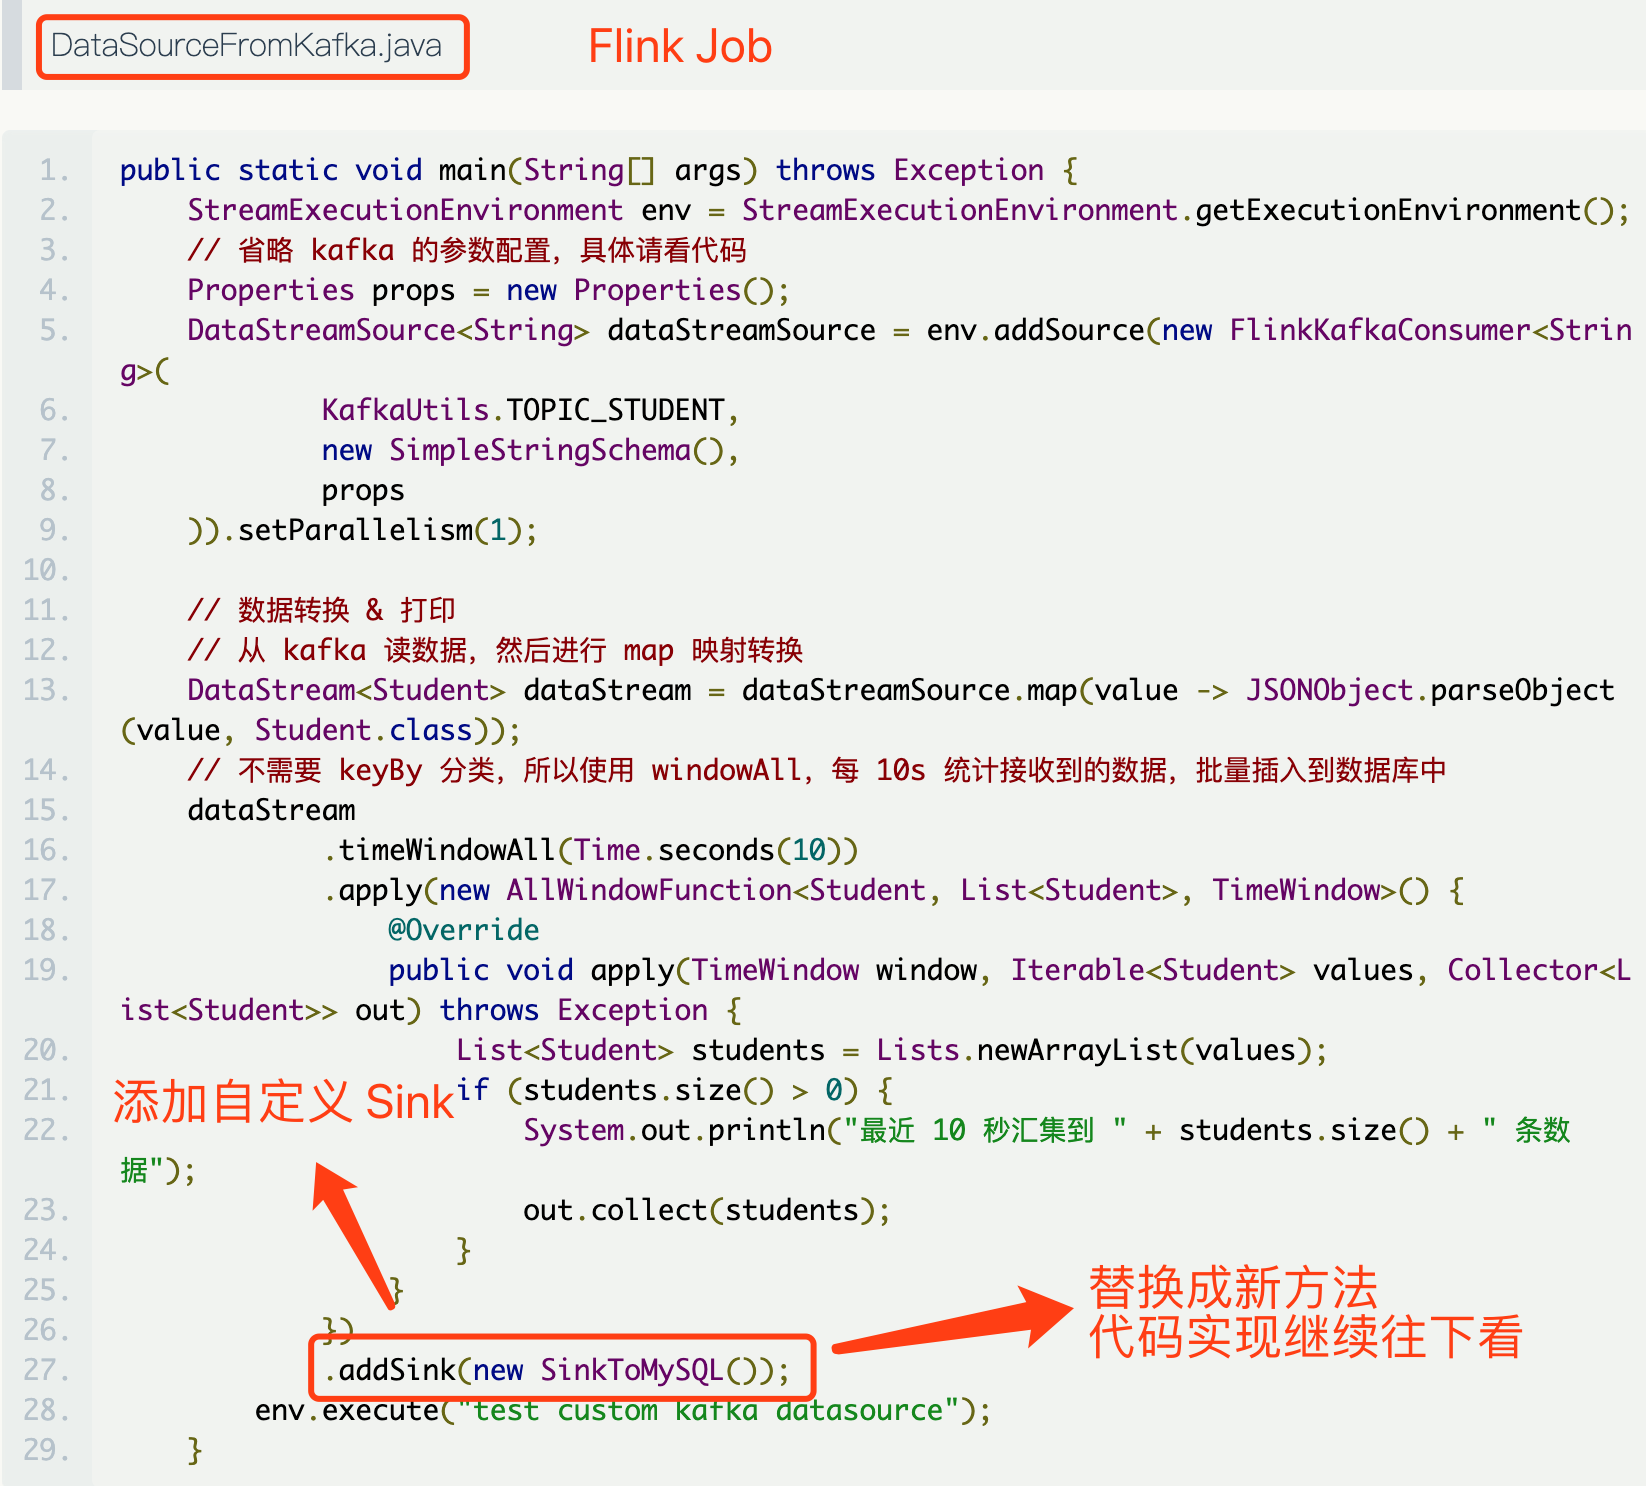 DataSourceFromKafka.java
Flink Job
1. public static void main(String[] args) throws Exception {
2. StreamExecutionEnvironment env = StreamExecutionEnvironment.getExecutionEnvironment();
3. // 省略 kafka 的参数配置，具体请看代码
4. Properties props = new Properties();
5. DataStreamSource<String> dataStreamSource = env.addSource(new FlinkKafkaConsumer<Strin
g>(
6. KafkaUtils.TOPIC_STUDENT,
7. new SimpleStringSchema(),
8. props
9. )).setParallelism(1);
10.
11. // 数据转换 & 打印
12. // 从 kafka 读数据，然后进行 map 映射转换
13. DataStream<Student> dataStream = dataStreamSource.map(value -> JSONObject.parseObject
(value, Student.class));
14. // 不需要 keyBy 分类，所以使用 windowAll，每 10s 统计接收到的数据，批量插入到数据库中
15. dataStream
16. .timeWindowAll(Time.seconds(10))
17. .apply(new AllWindowFunction<Student, List<Student>, TimeWindow>() {
18. @Override
19. public void apply(TimeWindow window, Iterable<Student> values, Collector<L
ist<Student>> out) throws Exception {
20. List<Student> students = Lists.newArrayList(values);
21. if (students.size() > 0) {
添加自定义 Sink
22. System.out.println("最近 10 秒汇集到 " + students.size() + " 条数
据");
23. out.collect(students);
24. }
25. }
替换成新方法
代码实现继续往下看
26. })
27. .addSink(new SinkToMySQL());
28. env.execute("test custom kafka datasource");
29. }